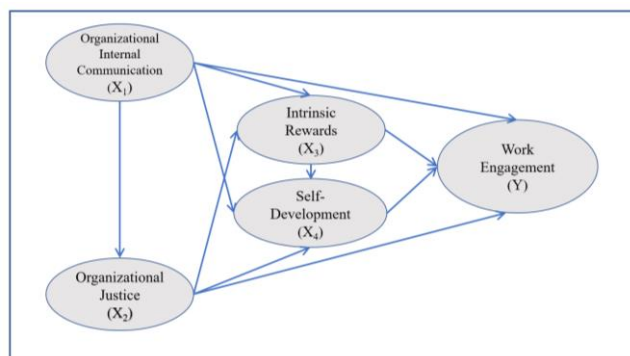 Organizational
Internal
Communication
(X₁)
Intrinsic
Rewards
(X₃)
Work
Engagement
(Y)
Self-
Development
(X₄)
Organizational
Justice
(X₂)